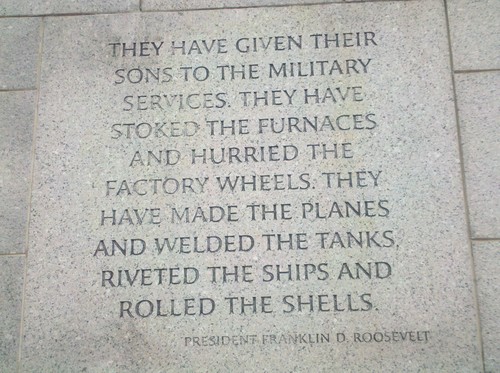 THEY HAVE GIVEN THEIR
SONS TO THE MILITARY
SERVICES. THEY HAVE
STOKED THE FURNACES
AND HURRIED THE
FACTORY WHEELS. THEY
HAVE MADE THE PLANES
AND WELDED THE TANKS,
RIVETED THE SHIPS AND
ROLLED THE SHELLS.
PRESIDENT FRANKLIN D. ROOSEVELT